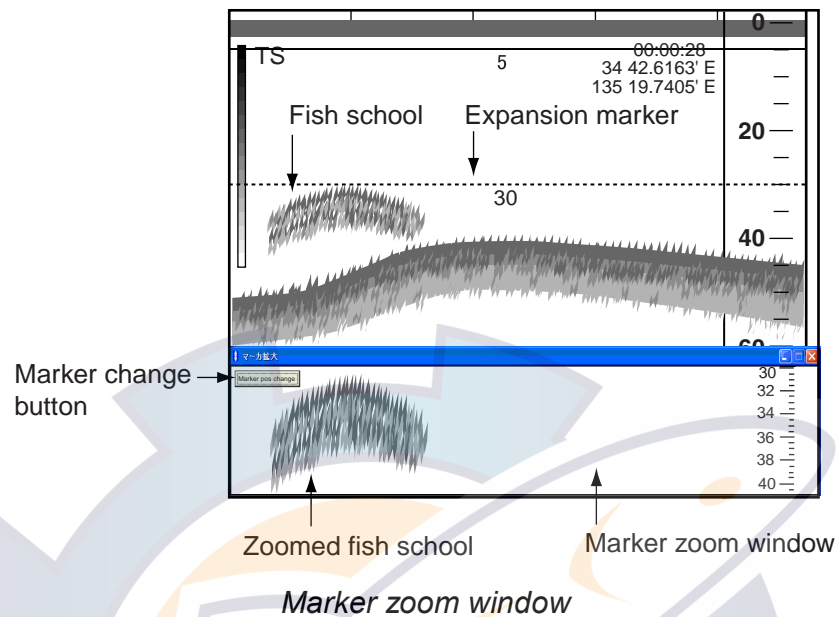 0
TS
5
00:00:28
34 42.6163' E
135 19.7405' E
Fish school
Expansion marker
20
30
40
60
マーカ拡大
Marker change
button
Marker pos change
30
32
34
36
38
40
Zoomed fish school
Marker zoom window
Marker zoom window